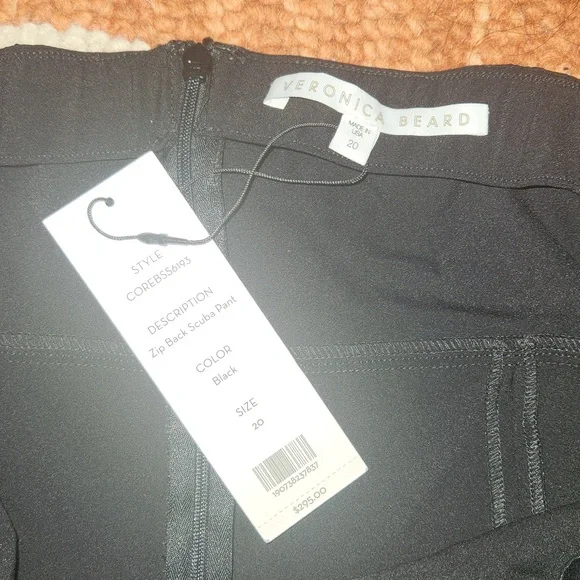 VERONICA BEARD
MADE IN
USA
20
STYLE
COREBSS6193
DESCRIPTION
Zip Back Scuba Pant
COLOR
Black
SIZE
20
190738237837
$295.00